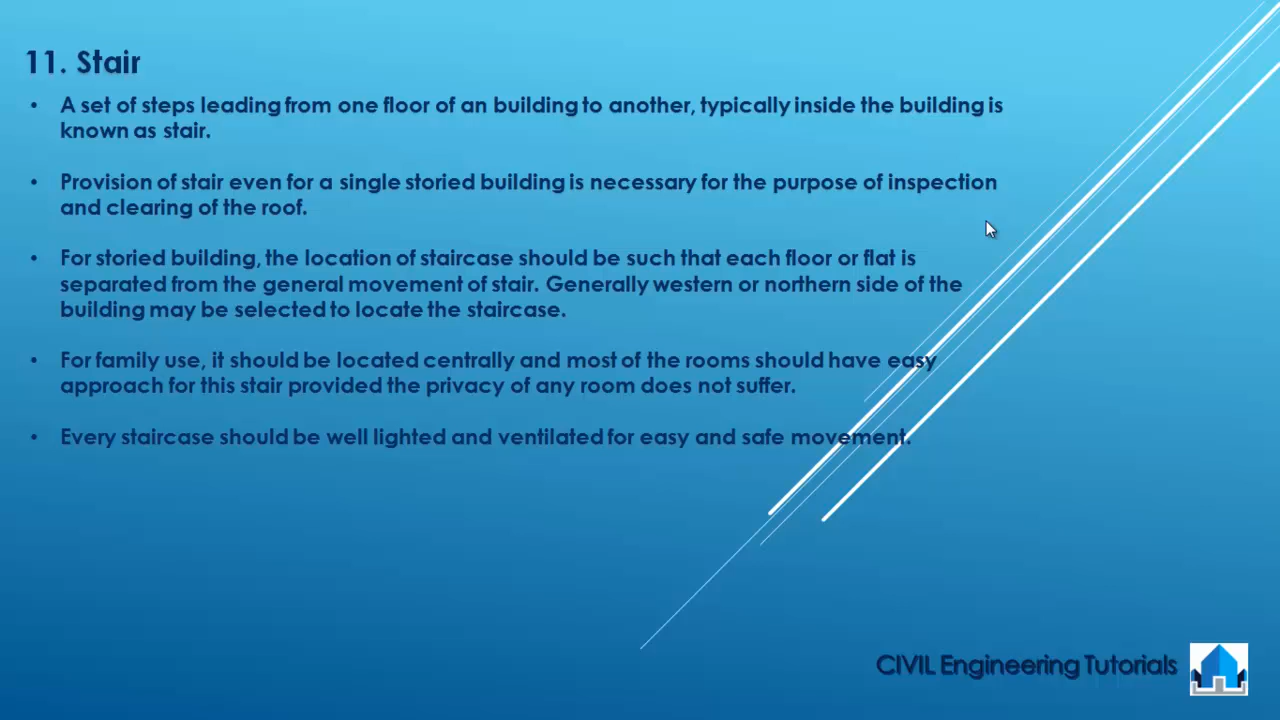 11. Stair
• A set of steps leading from one floor of an building to another, typically inside the building is
known as stair.
• Provision of stair even for a single storied building is necessary for the purpose of inspection
and clearing of the roof.
• For storied building, the location of staircase should be such that each floor or flat is
separated from the general movement of stair. Generally western or northern side of the
building may be selected to locate the staircase.
• For family use, it should be located centrally and most of the rooms should have easy
approach for this stair provided the privacy of any room does not suffer.
• Every staircase should be well lighted and ventilated for easy and safe movement.
CIVIL Engineering Tutorials